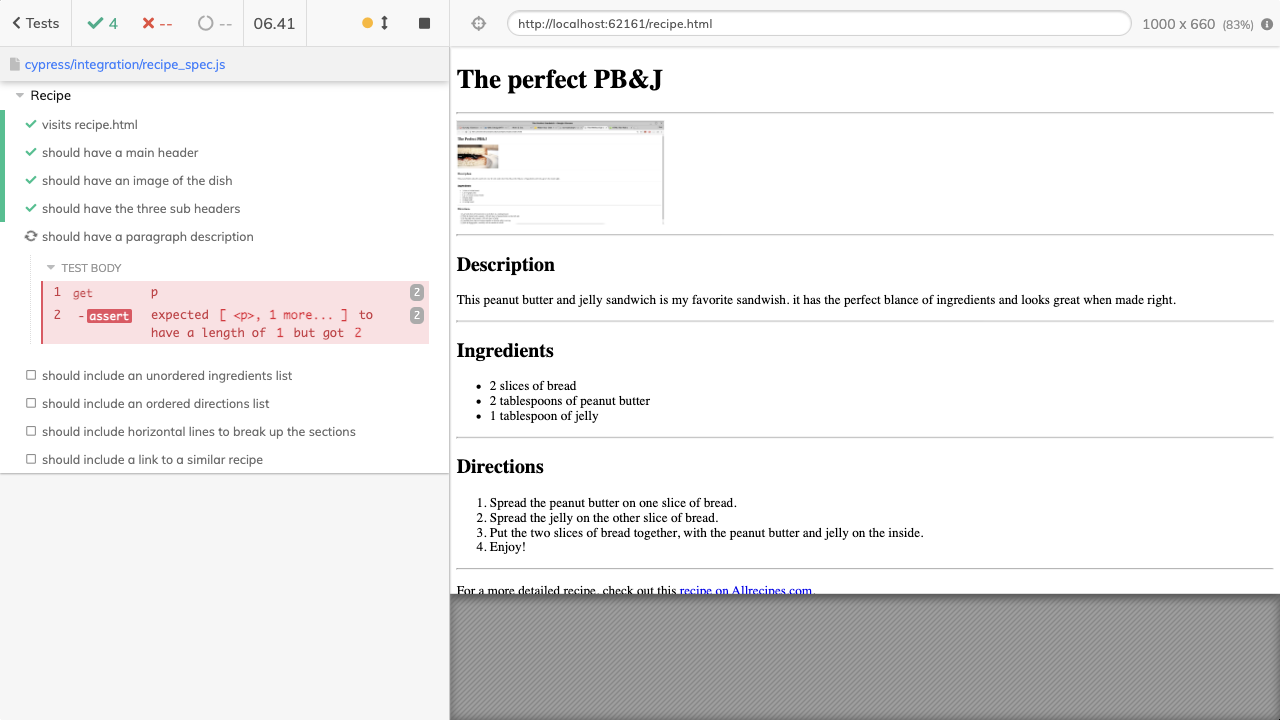 Tests
4
--
--
06.41
http://localhost:62161/recipe.html
1000 x 660 (83%)
cypress/integration/recipe_spec.js
Recipe
sits recipe.html
should have a main header
should have an image of the dish
should have the three sub headers
should have a paragraph description
TEST BODY
1 get p 2
2 -assert expected [ <p>, 1 more... ] to 2
have a length of 1 but got 2
should include an unordered ingredients list
should include an ordered directions list
should include horizontal lines to break up the sections
should include a link to a similar recipe
The perfect PB&J
The Perfect PB&J
Description
Ingredients
Directions
Description
This peanut butter and jelly sandwich is my favorite sandwish. it has the perfect blance of ingredients and looks great when made right.
Ingredients
• 2 slices of bread
• 2 tablespoons of peanut butter
• 1 tablespoon of jelly
Directions
1. Spread the peanut butter on one slice of bread.
2. Spread the jelly on the other slice of bread.
3. Put the two slices of bread together, with the peanut butter and jelly on the inside.
4. Enjoy!
For a more detailed recipe, check out this recipe on Allrecipes.com.